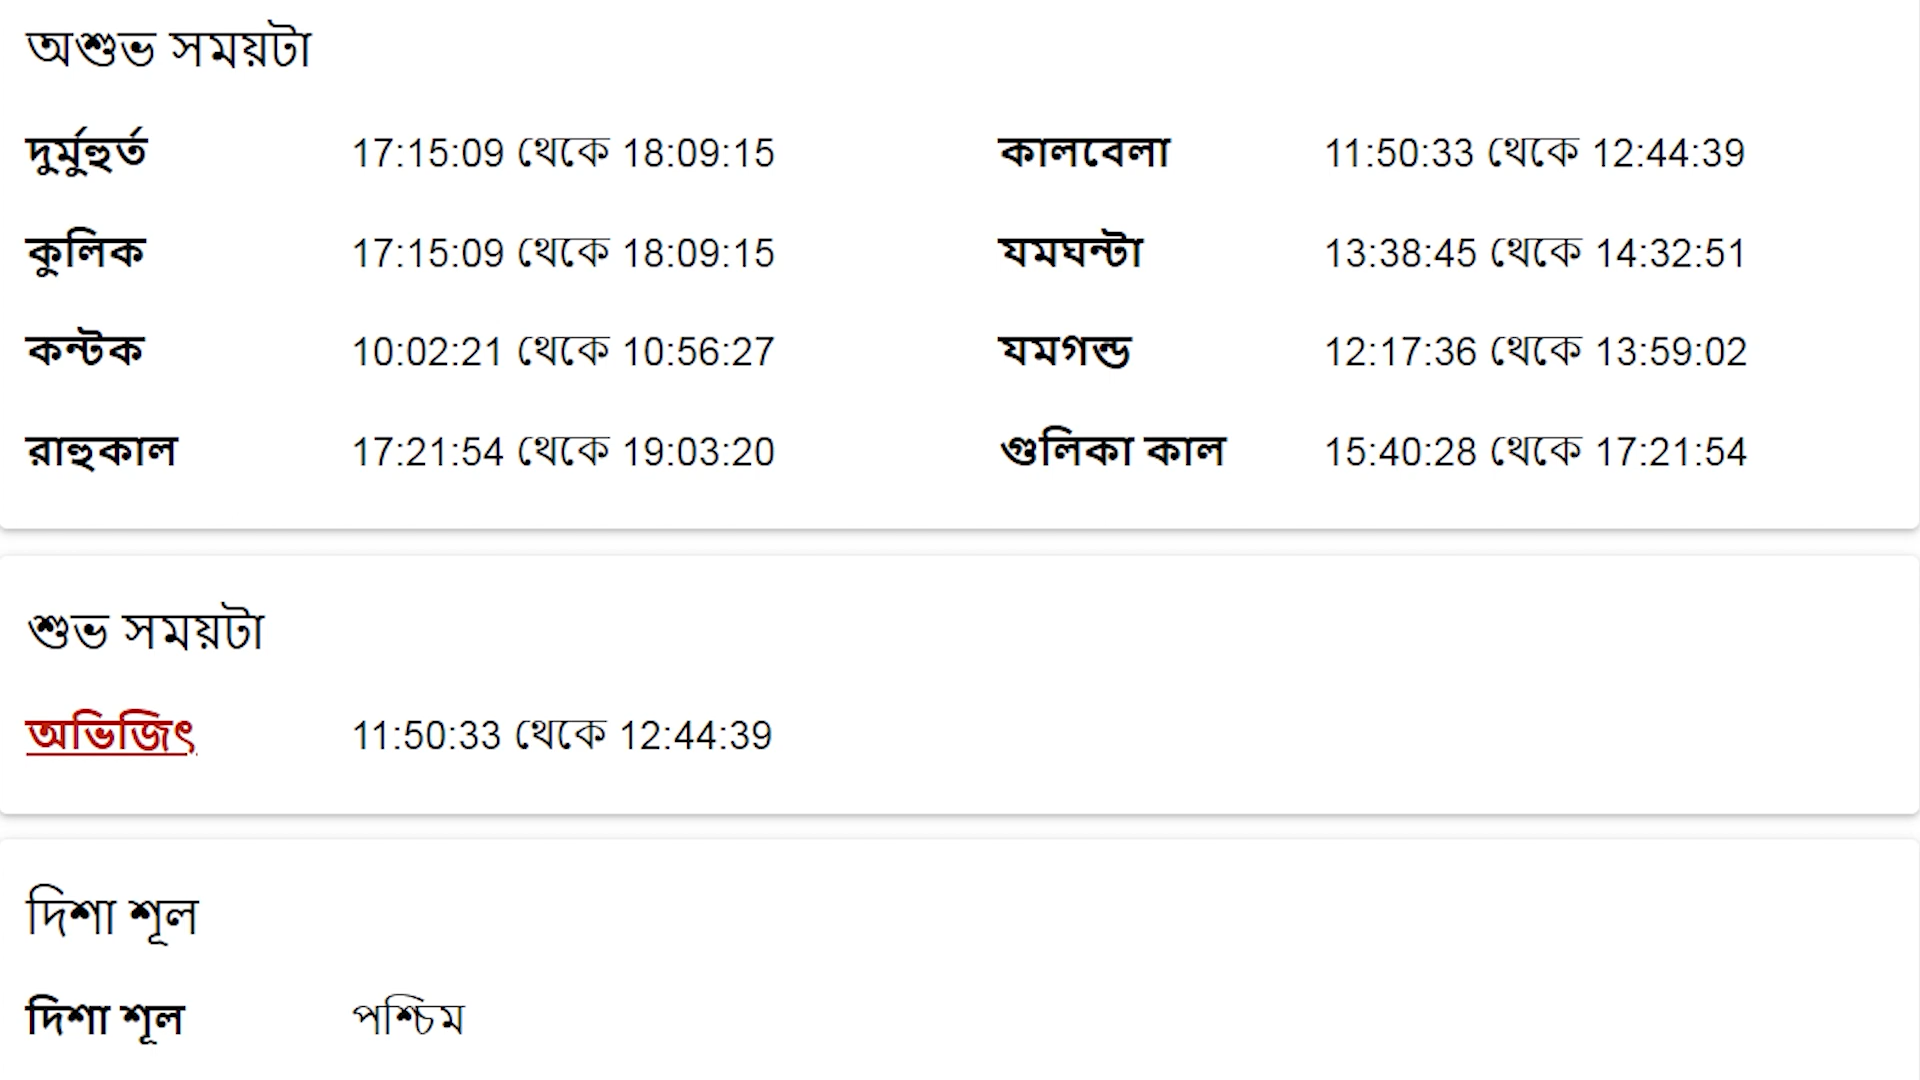 অশুভ সময়টা
দুর্মুহুর্ত 17:15:09 থেকে 18:09:15 কালবেলা 11:50:33 থেকে 12:44:39
কুলিক 17:15:09 থেকে 18:09:15 যমঘন্টা 13:38:45 থেকে 14:32:51
কন্টক 10:02:21 থেকে 10:56:27 যমগন্ড 12:17:36 থেকে 13:59:02
রাহুকাল 17:21:54 থেকে 19:03:20 গুলিকা কাল 15:40:28 থেকে 17:21:54
শুভ সময়টা
অভিজিৎ 11:50:33 থেকে 12:44:39
দিশা শূল
দিশা শূল পশ্চিম